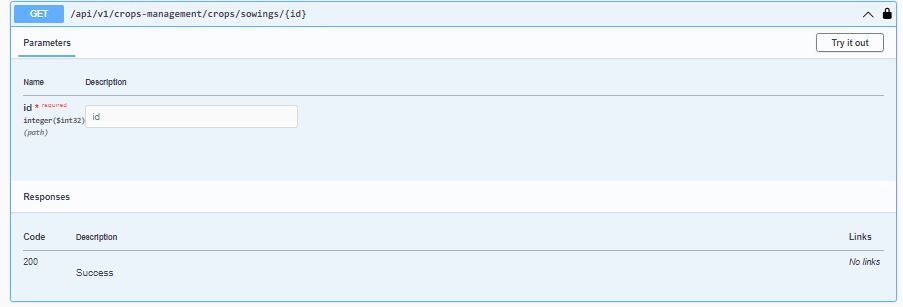 GET /api/v1/crops-management/crops/sowings/{id}
Parameters Try it out
Name Description
id * required
integer($int32)
(path)
id
Responses
Code Description Links
200 Success No links